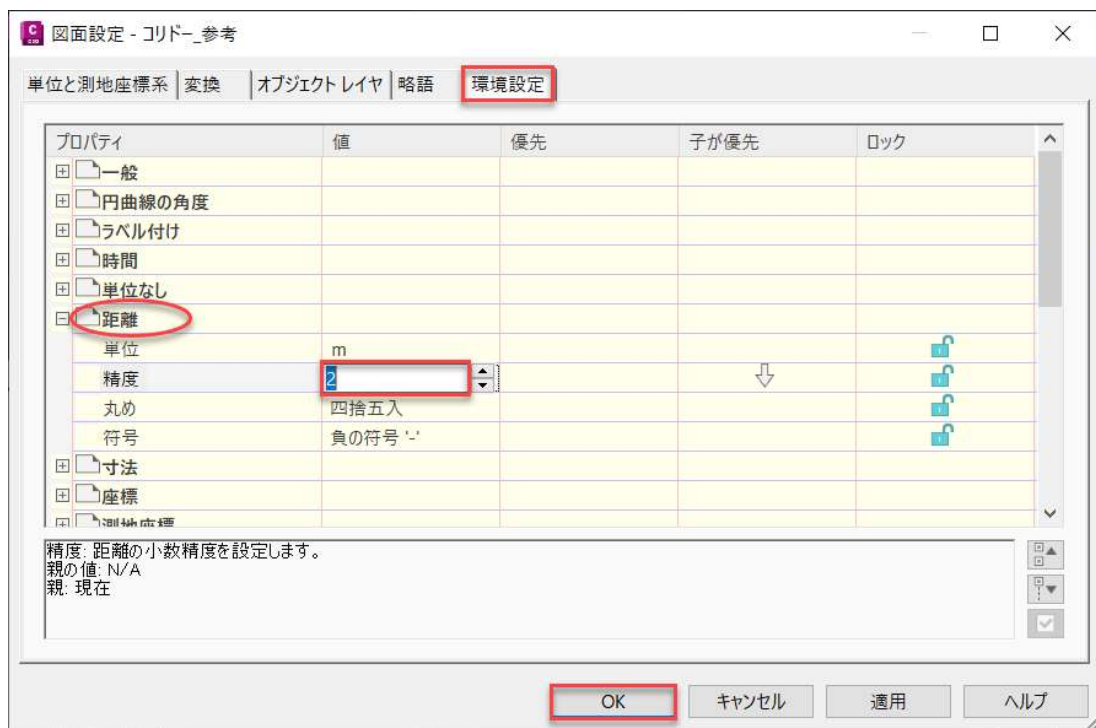 図面設定 - コリドー_参考
単位と測地座標系 変換 オブジェクト レイヤ 略語 環境設定
プロパティ 値 優先 子が優先 ロック
一般
円曲線の角度
ラベル付け
時間
単位なし
距離
単位 m
精度 2
丸め 四捨五入
符号 負の符号 '-'
寸法
座標
測地座標
精度: 距離の小数精度を設定します。
親の値: N/A
親: 現在
OK キャンセル 適用 ヘルプ